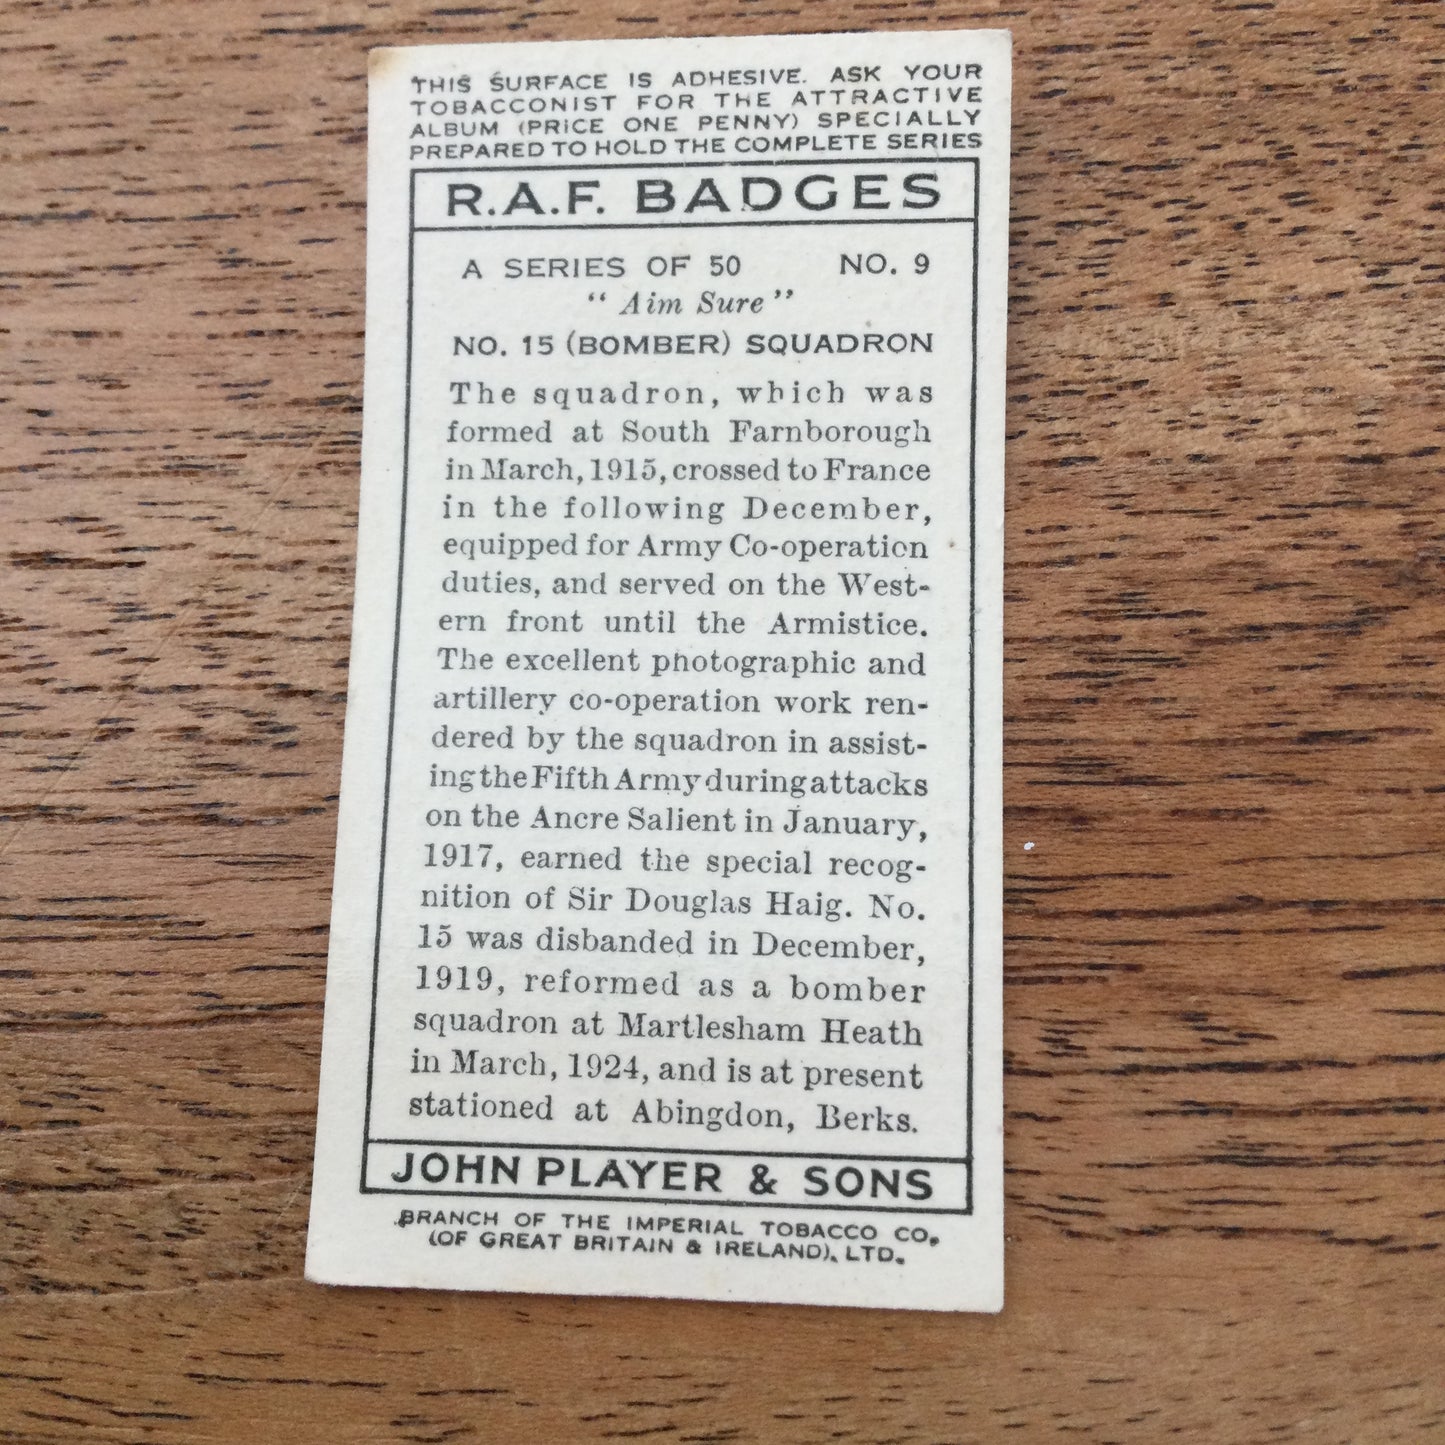 THIS SURFACE IS ADHESIVE. ASK YOUR
TOBACCONIST FOR THE ATTRACTIVE
ALBUM (PRICE ONE PENNY) SPECIALLY
PREPARED TO HOLD THE COMPLETE SERIES
R.A.F. BADGES
A SERIES OF 50 NO. 9
"Aim Sure"
NO. 15 (BOMBER) SQUADRON
The squadron, which was
formed at South Farnborough
in March, 1915, crossed to France
in the following December,
equipped for Army Co-operation
duties, and served on the West-
ern front until the Armistice.
The excellent photographic and
artillery co-operation work ren-
dered by the squadron in assist-
ing the Fifth Army during attacks
on the Ancre Salient in January,
1917, earned the special recog-
nition of Sir Douglas Haig. No.
15 was disbanded in December,
1919, reformed as a bomber
squadron at Martlesham Heath
in March, 1924, and is at present
stationed at Abingdon, Berks.
JOHN PLAYER & SONS
BRANCH OF THE IMPERIAL TOBACCO CO.
(OF GREAT BRITAIN & IRELAND), LTD.